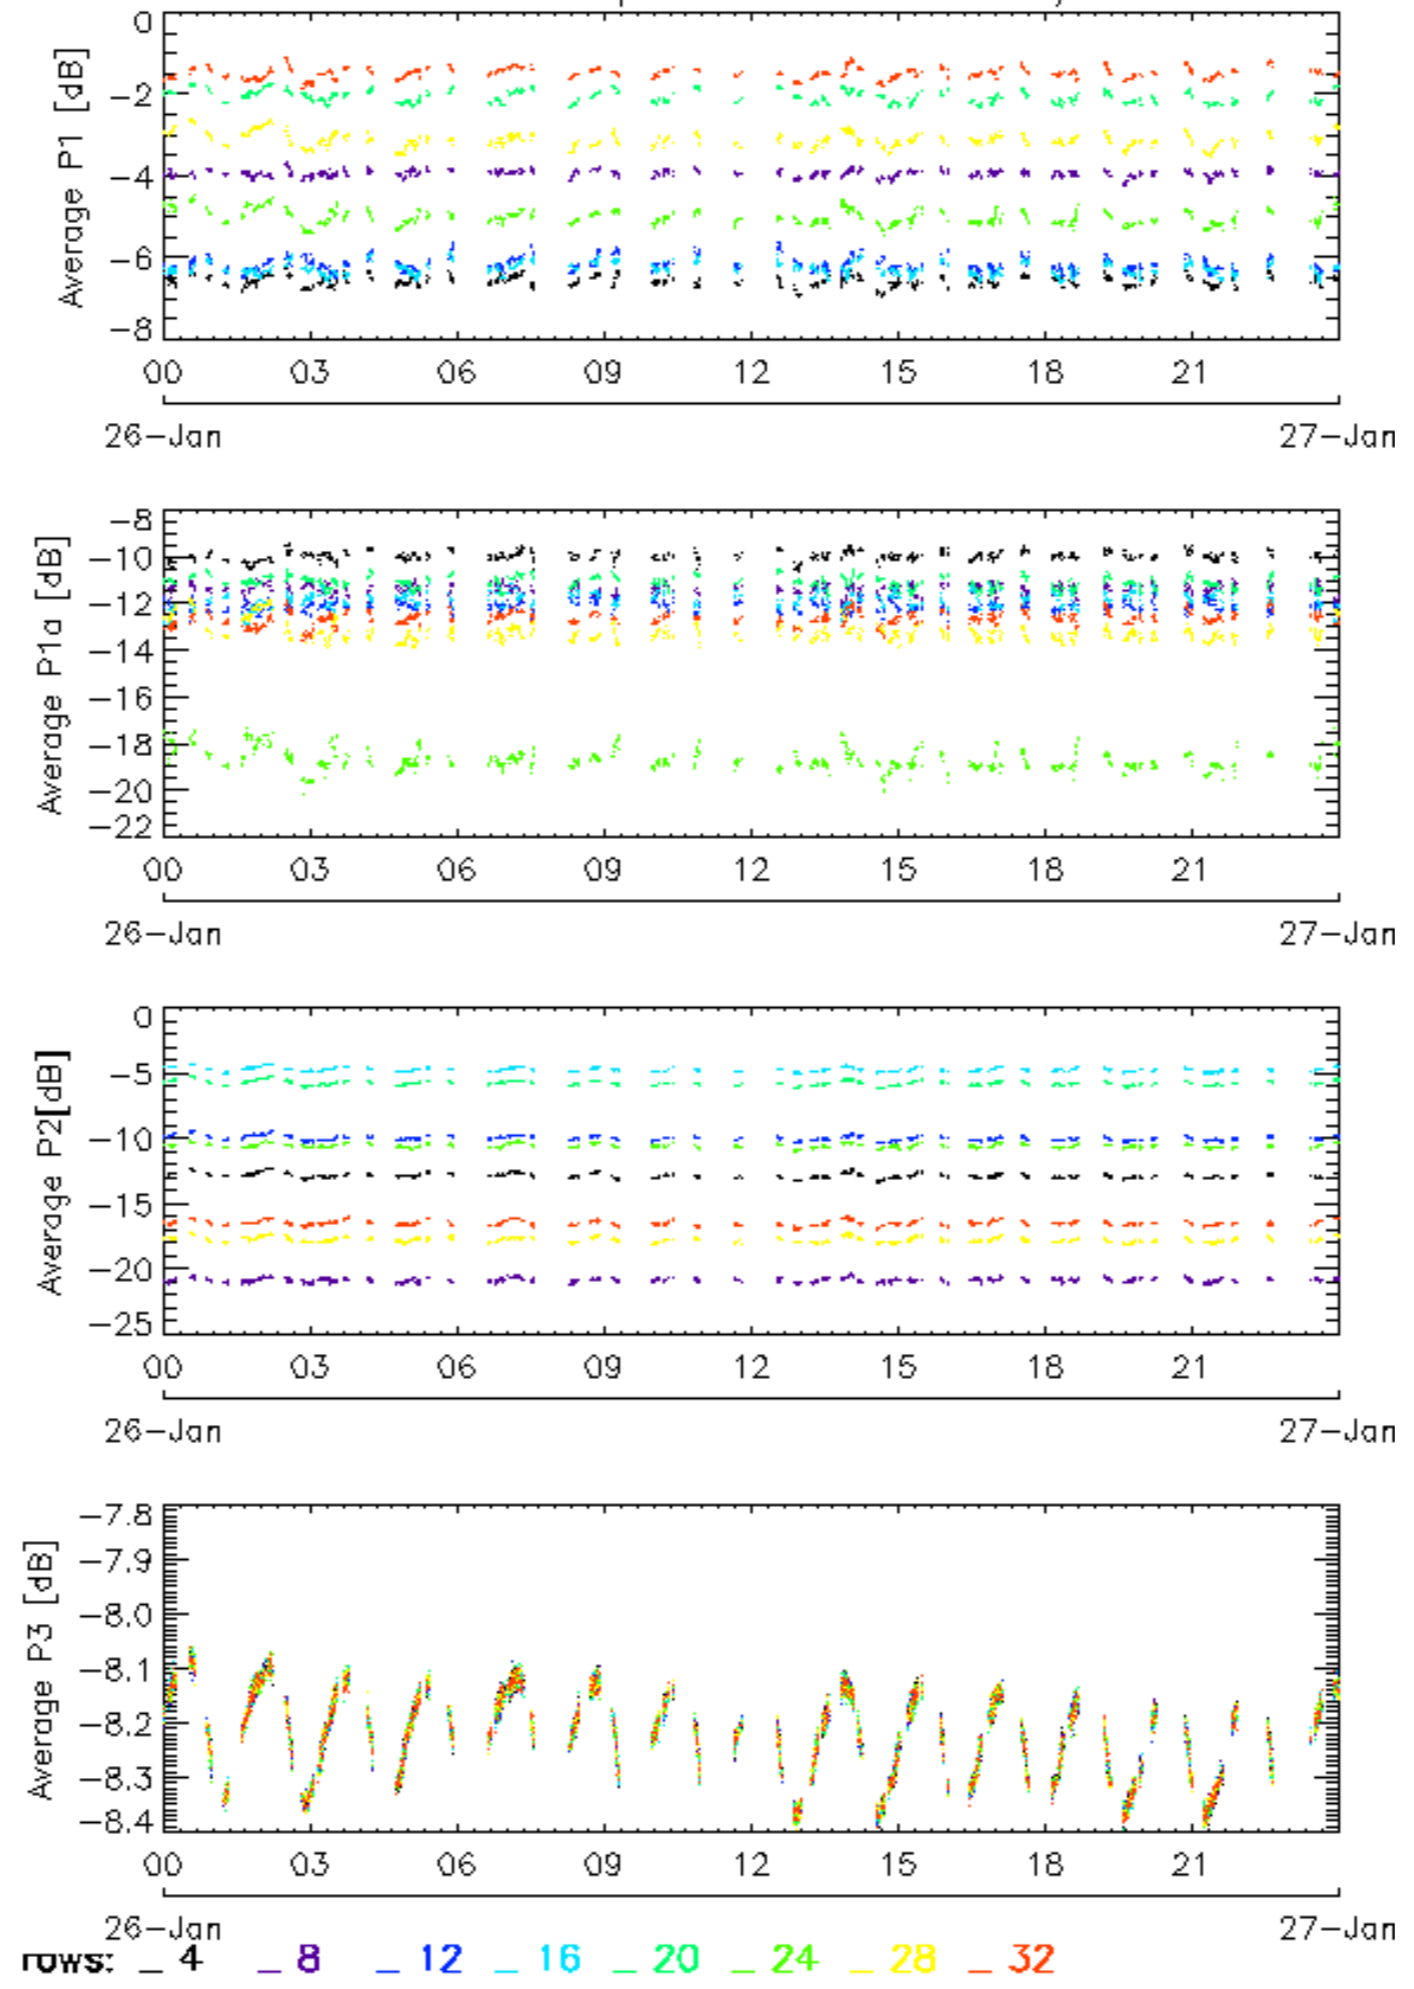 0
−2
−4
−6
−8
Average P1 [dB]
00 03 06 09 12 15 18 21
26−Jan 27−Jan
−8
−10
−12
−14
−16
−18
−20
−22
Average P1a [dB]
00 03 06 09 12 15 18 21
26−Jan 27−Jan
0
−5
−10
−15
−20
−25
Average P2[dB]
00 03 06 09 12 15 18 21
26−Jan 27−Jan
−7.8
−7.9
−8.0
−8.1
−8.2
−8.3
−8.4
Average P3 [dB]
00 03 06 09 12 15 18 21
26−Jan 27−Jan
rows: _ 4 _ 8 _ 12 _ 16 _ 20 _ 24 _ 28 _ 32